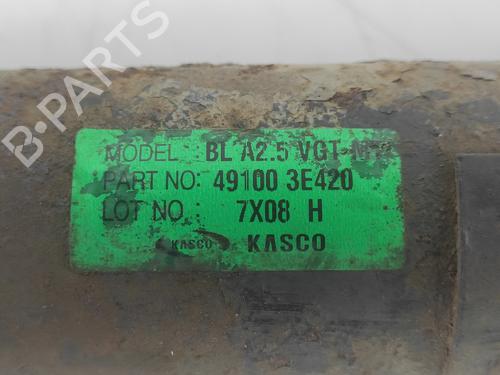 B-PARTS
MODEL : BL A2.5 VGT-M
PART NO: 49100 3E420
LOT NO : 7X08 H
KASCO KASCO